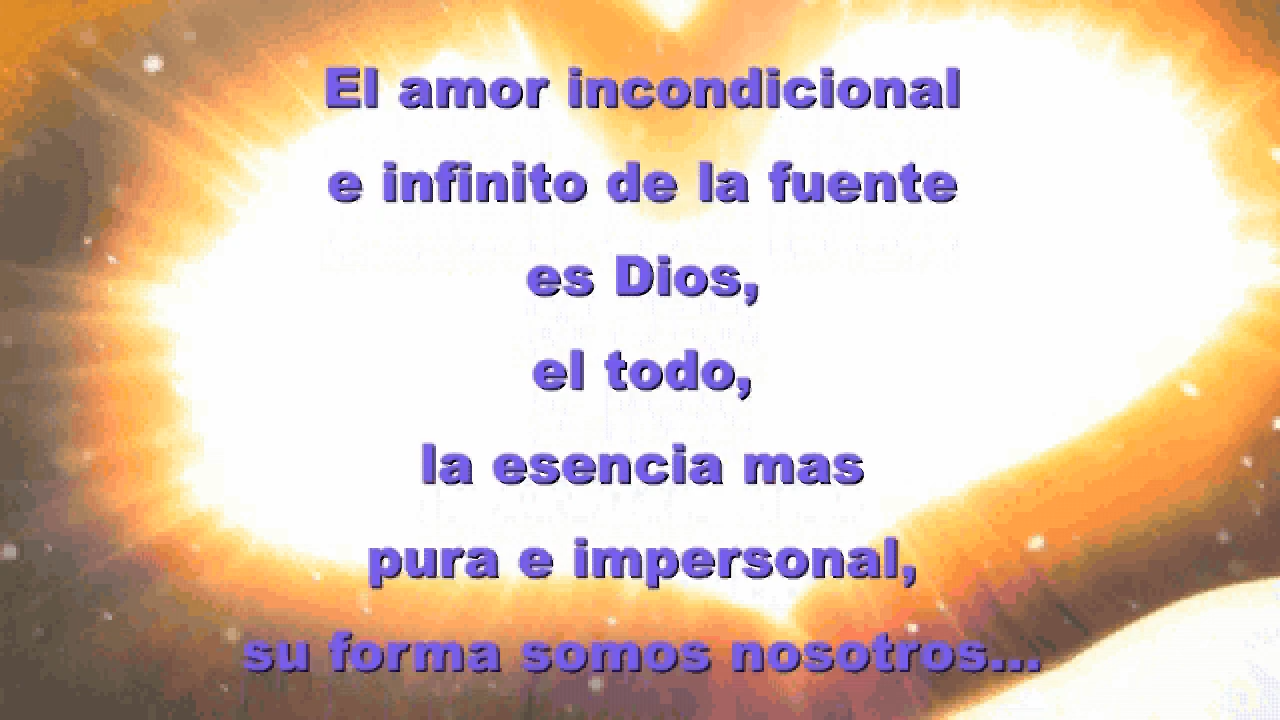 El amor incondicional
e infinito de la fuente
es Dios,
el todo,
la esencia mas
pura e impersonal,
su forma somos nosotros...